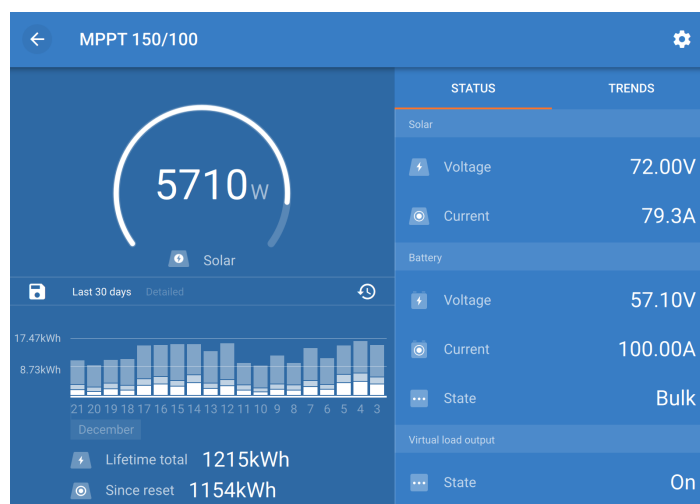 MPPT 150/100
5710W
Solar
Last 30 days Detailed
17.47kWh
8.73kWh
21 20 19 18 17 16 15 14 13 12 11 10 9 8 7 6 5 4 3
December
Lifetime total 1215kWh
Since reset 1154kWh
STATUS TRENDS
Solar
Voltage 72.00V
Current 79.3A
Battery
Voltage 57.10V
Current 100.00A
State Bulk
Virtual load output
State On